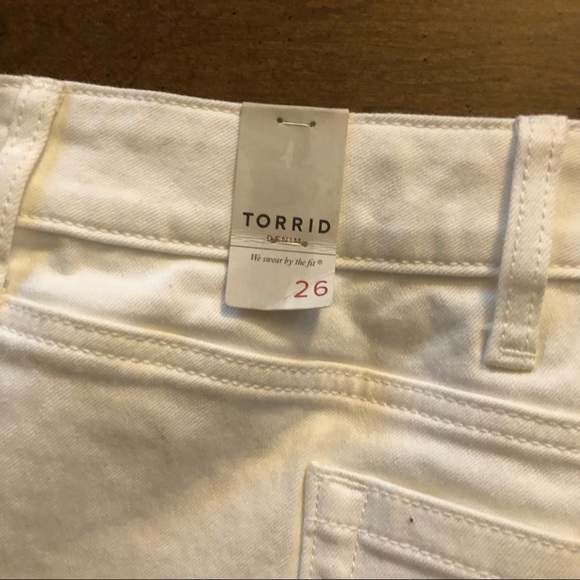 TORRID
DENIM
We swear by the fit®
26